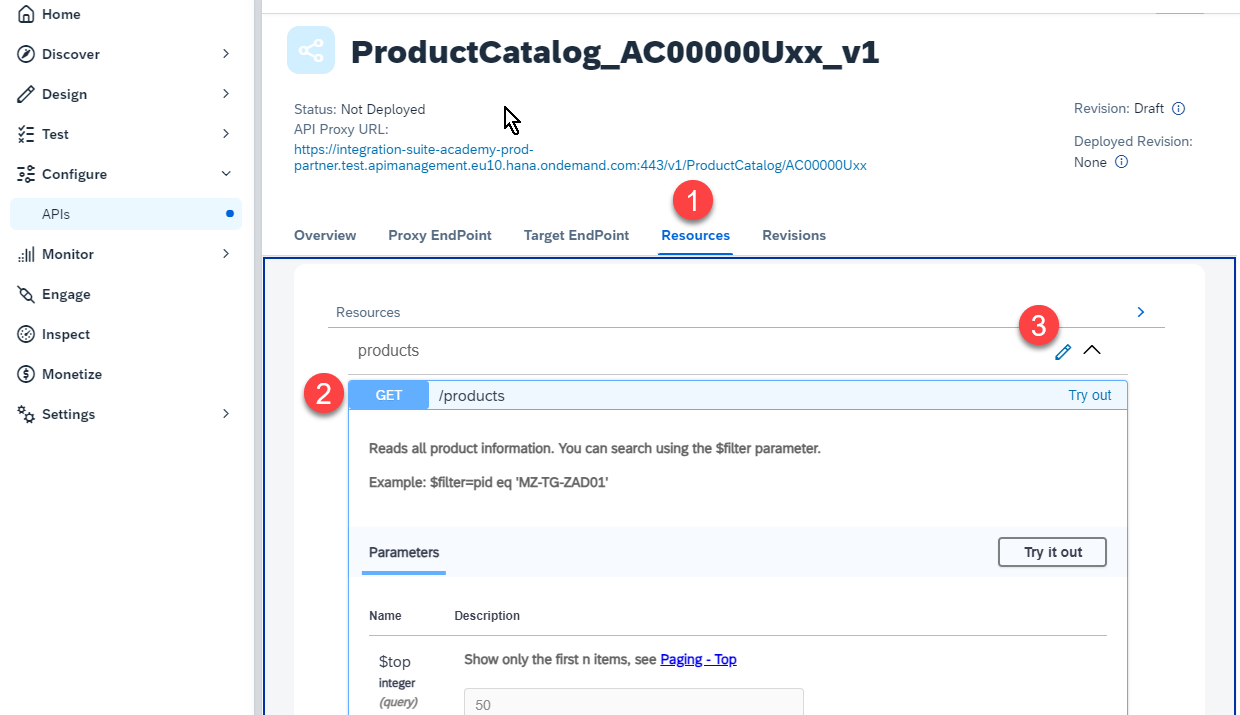 Home
Discover
Design
Test
Configure
APIs
Monitor
Engage
Inspect
Monetize
Settings
ProductCatalog_AC00000Uxx_v1
Status: Not Deployed
API Proxy URL:
https://integration-suite-academy-prod-
partner.test.apimanagement.eu10.hana.ondemand.com:443/v1/ProductCatalog/AC00000Uxx
Revision: Draft
Deployed Revision:
None
1
Overview Proxy EndPoint Target EndPoint Resources Revisions
Resources
3
products
2
GET /products Try out
Reads all product information. You can search using the $filter parameter.
Example: $filter=pid eq 'MZ-TG-ZAD01'
Parameters Try it out
Name Description
$top Show only the first n items, see Paging - Top
integer
(query) 50